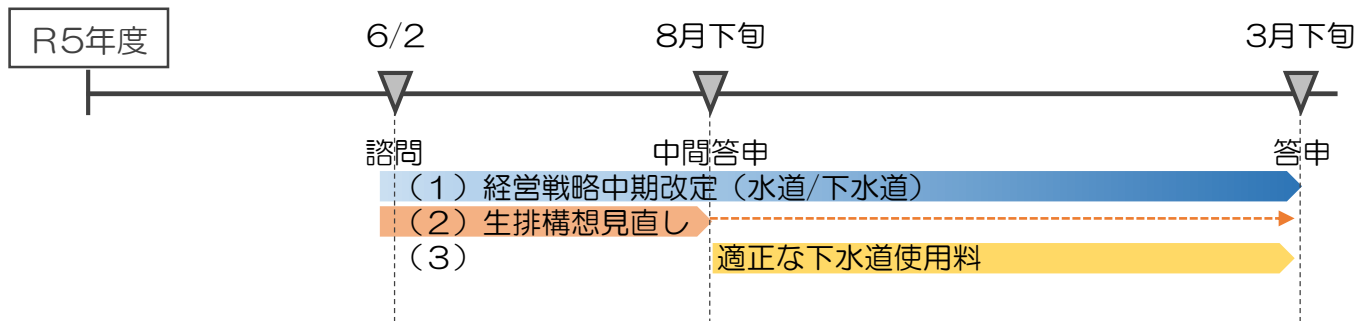 R5年度
6/2
8月下旬
3月下旬
諮問
中間答申
答申
（1）経営戦略中期改定（水道/下水道）
（2）生排構想見直し
（3）
適正な下水道使用料